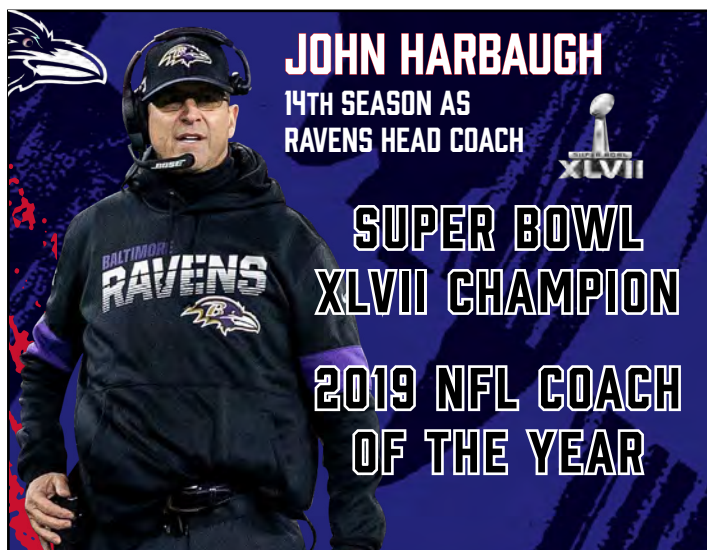 JOHN HARBAUGH
14TH SEASON AS
RAVENS HEAD COACH
SUPER BOWL
XLVII
SUPER BOWL
XLVII CHAMPION
2019 NFL COACH
OF THE YEAR
BOSE
BALTIMORE
RAVENS